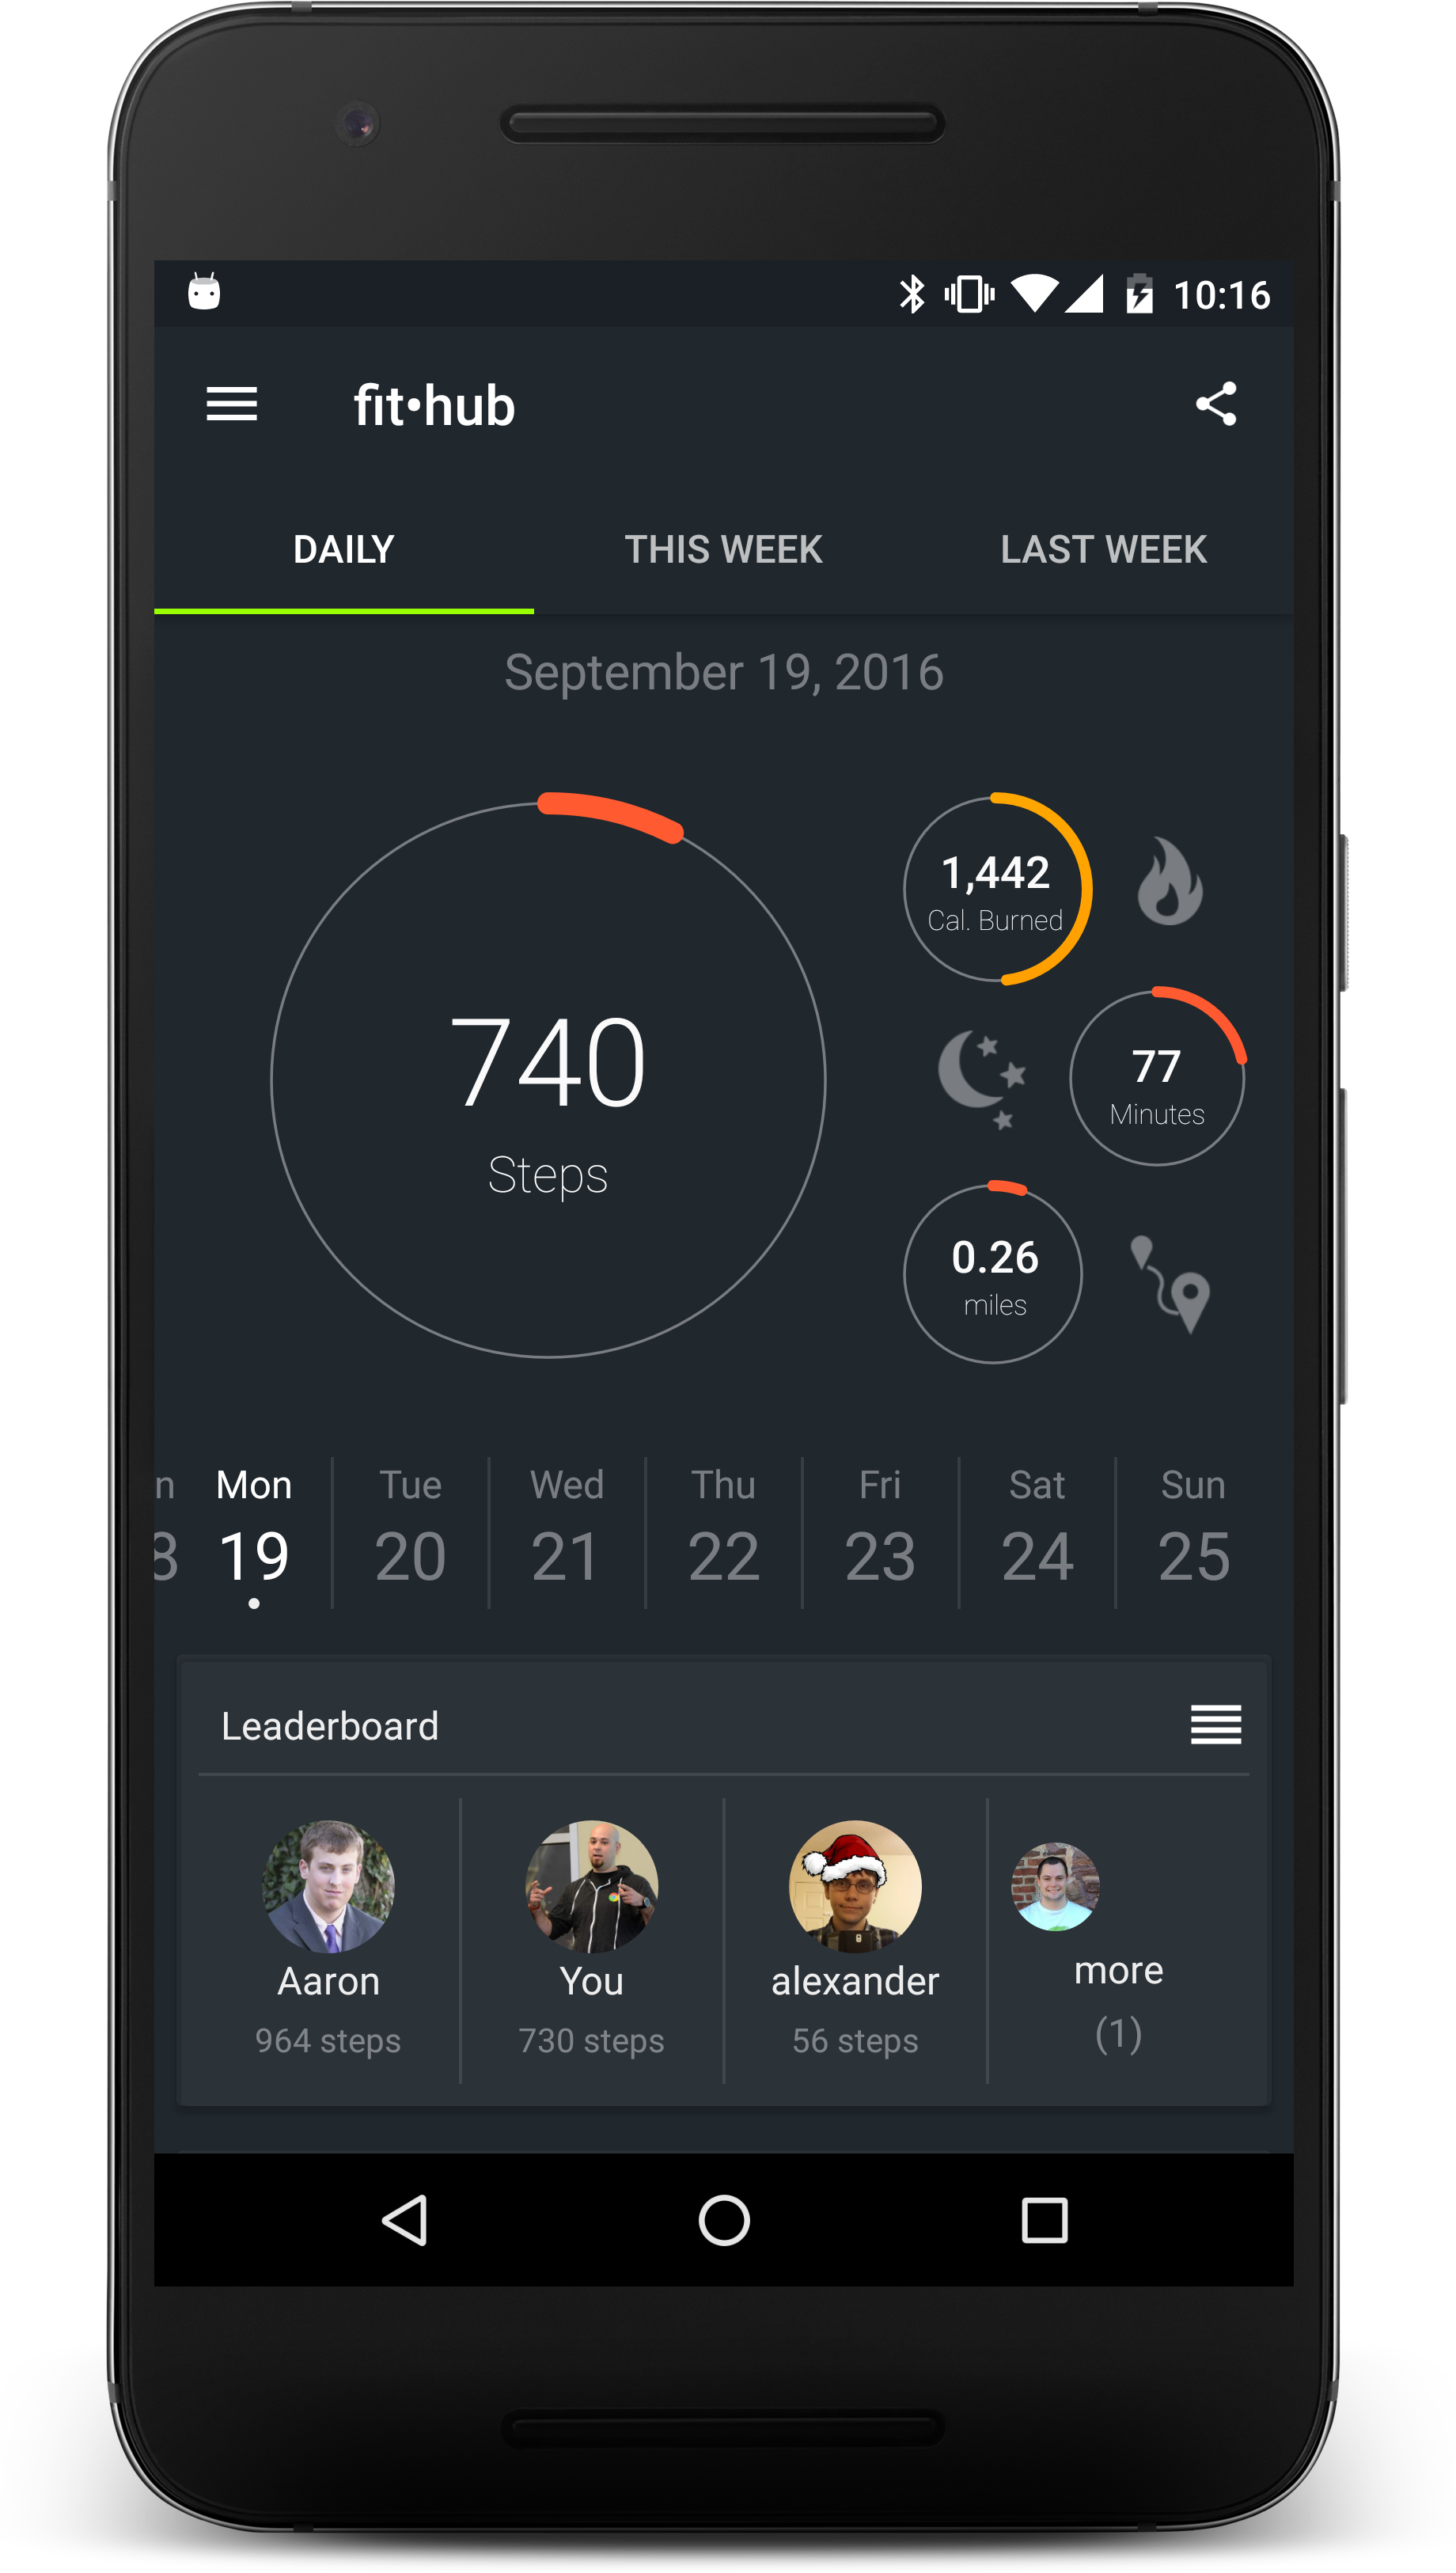 10:16
fit•hub
DAILY THIS WEEK LAST WEEK
September 19, 2016
740
Steps
1,442
Cal. Burned
77
Minutes
0.26
miles
n Mon Tue Wed Thu Fri Sat Sun
8 19 20 21 22 23 24 25
Leaderboard
Aaron You alexander more
964 steps 730 steps 56 steps (1)